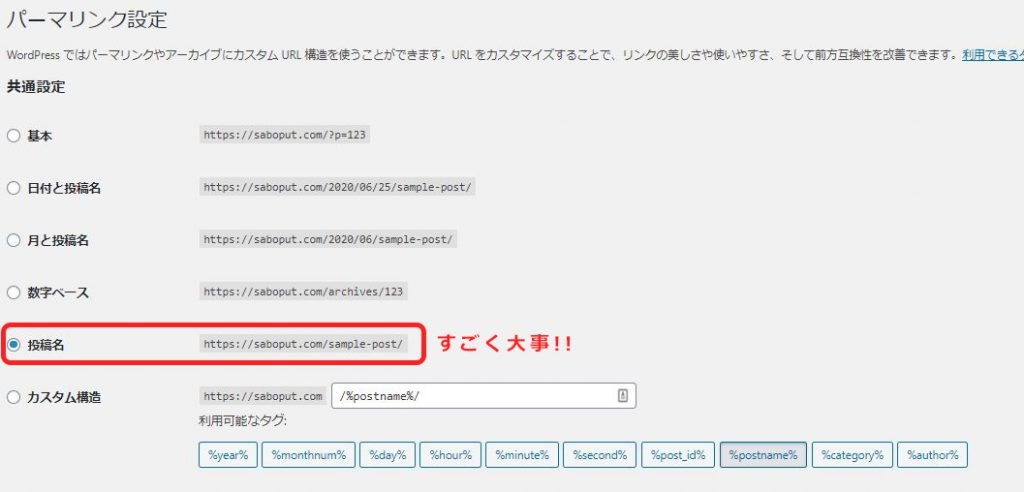 パーマリンク設定
WordPress ではパーマリンクやアーカイブにカスタム URL 構造を使うことができます。URL をカスタマイズすることで、リンクの美しさや使いやすさ、そして前方互換性を改善できます。利用できる
共通設定
基本 https://saboput.com/?p=123
日付と投稿名 https://saboput.com/2020/06/25/sample-post/
月と投稿名 https://saboput.com/2020/06/sample-post/
数字ベース https://saboput.com/archives/123
投稿名 https://saboput.com/sample-post/ すごく大事!!
カスタム構造 https://saboput.com /%postname%/
利用可能なタグ:
%year% %monthnum% %day% %hour% %minute% %second% %post_id% %postname% %category% %author%